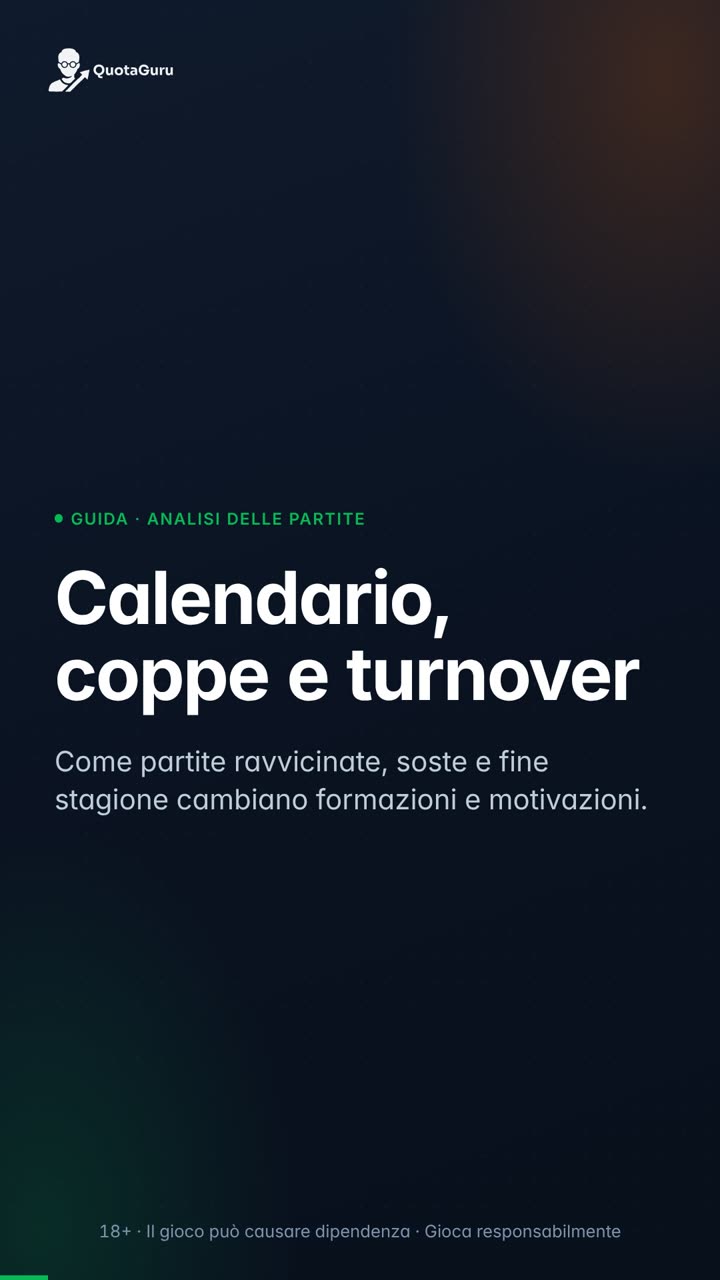 QuotaGuru
GUIDA · ANALISI DELLE PARTITE
Calendario,
coppe e turnover
Come partite ravvicinate, soste e fine
stagione cambiano formazioni e motivazioni.
18+ · Il gioco può causare dipendenza · Gioca responsabilmente